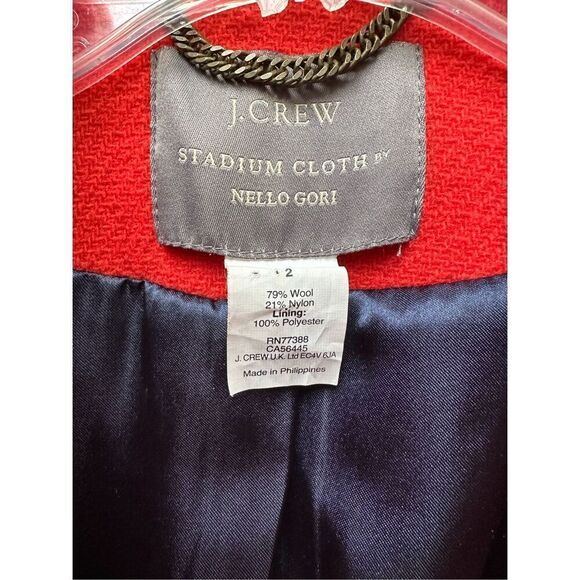 J.CREW
STADIUM CLOTH BY
NELLO GORI
2
79% Wool
21% Nylon
Lining:
100% Polyester
RN77388
CA56445
J. CREW U.K. Ltd EC4V 6JA
Made in Philippines